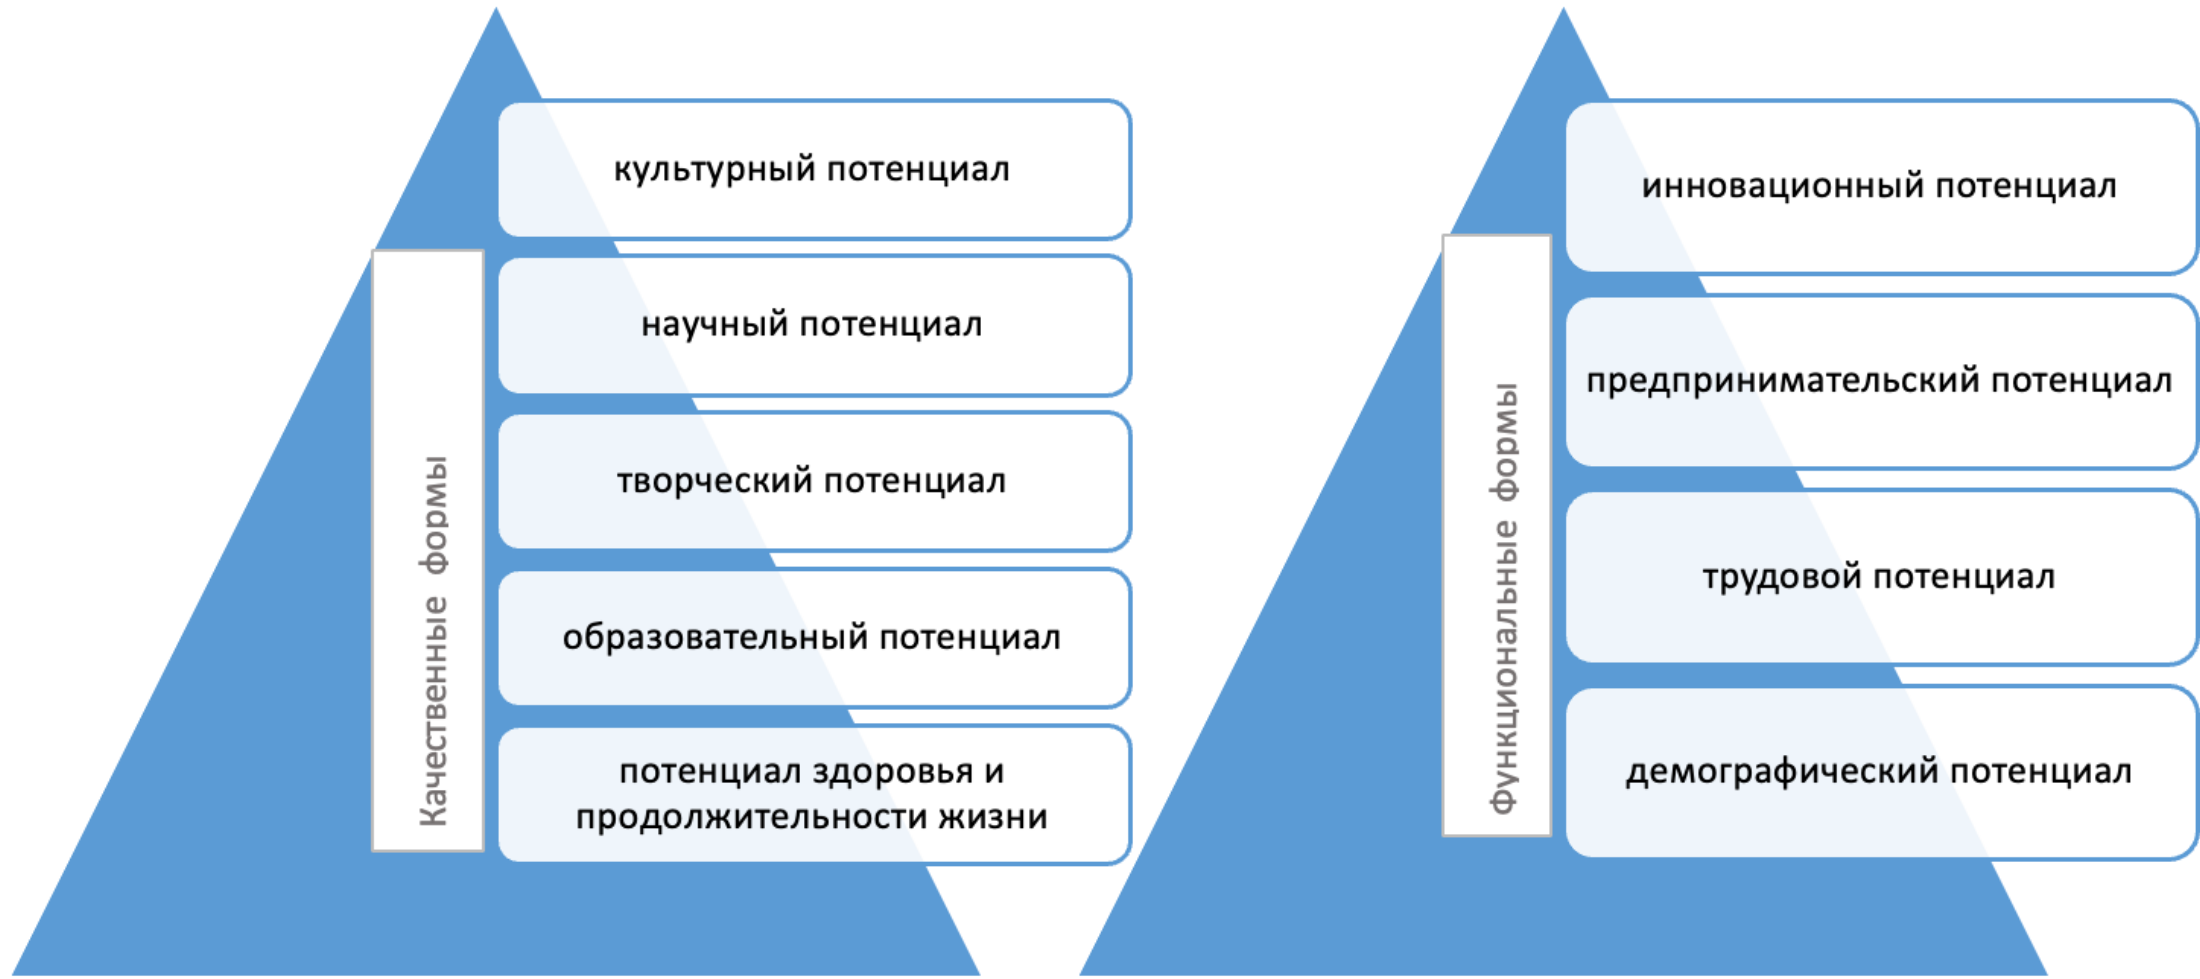 Качественные формы
культурный потенциал
научный потенциал
творческий потенциал
образовательный потенциал
потенциал здоровья и
продолжительности жизни
Функциональные формы
инновационный потенциал
предпринимательский потенциал
трудовой потенциал
демографический потенциал